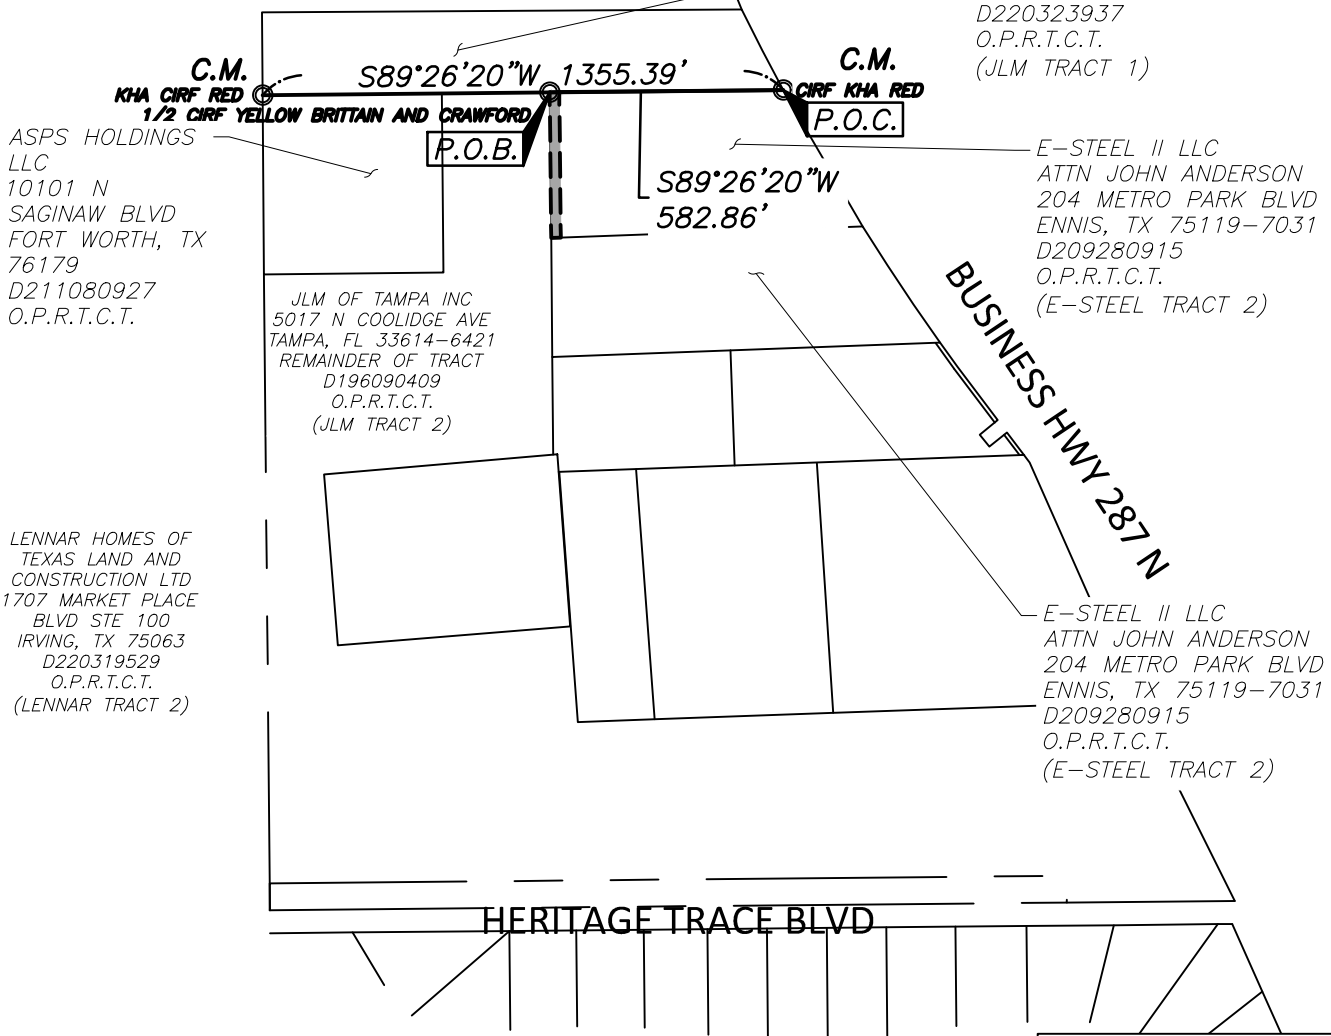 D220323937
O.P.R.T.C.T.
(JLM TRACT 1)
C.M.
KHA CIRF RED
S89°26'20"W 1355.39'
C.M.
CIRF KHA RED
1/2 CIRF YELLOW BRITTAIN AND CRAWFORD
P.O.B.
P.O.C.
ASPS HOLDINGS
LLC
10101 N
SAGINAW BLVD
FORT WORTH, TX
76179
D211080927
O.P.R.T.C.T.
S89°26'20"W
582.86'
E-STEEL II LLC
ATTN JOHN ANDERSON
204 METRO PARK BLVD
ENNIS, TX 75119-7031
D209280915
O.P.R.T.C.T.
(E-STEEL TRACT 2)
JLM OF TAMPA INC
5017 N COOLIDGE AVE
TAMPA, FL 33614-6421
REMAINDER OF TRACT
D196090409
O.P.R.T.C.T.
(JLM TRACT 2)
BUSINESS HWY 287 N
LENNAR HOMES OF
TEXAS LAND AND
CONSTRUCTION LTD
1707 MARKET PLACE
BLVD STE 100
IRVING, TX 75063
D220319529
O.P.R.T.C.T.
(LENNAR TRACT 2)
E-STEEL II LLC
ATTN JOHN ANDERSON
204 METRO PARK BLVD
ENNIS, TX 75119-7031
D209280915
O.P.R.T.C.T.
(E-STEEL TRACT 2)
HERITAGE TRACE BLVD